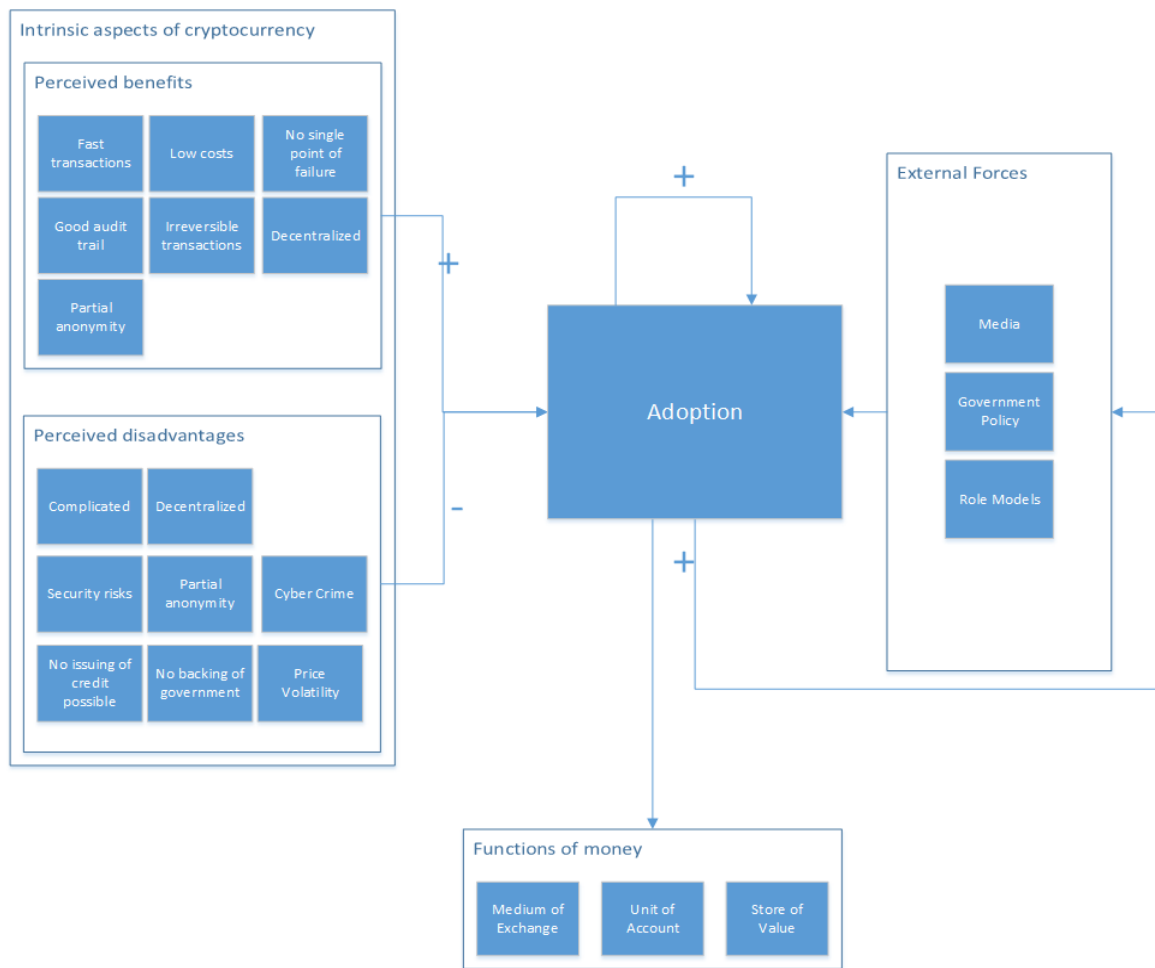 Intrinsic aspects of cryptocurrency
Perceived benefits
Fast
transactions
Low costs
No single
point of
failure
Good audit
trail
Irreversible
transactions
Decentralized
Partial
anonymity
+
Perceived disadvantages
Complicated
Decentralized
Security risks
Partial
anonymity
Cyber Crime
No issuing of
credit
possible
No backing of
government
Price
Volatility
-
+
Adoption
+
External Forces
Media
Government
Policy
Role Models
Functions of money
Medium of
Exchange
Unit of
Account
Store of
Value